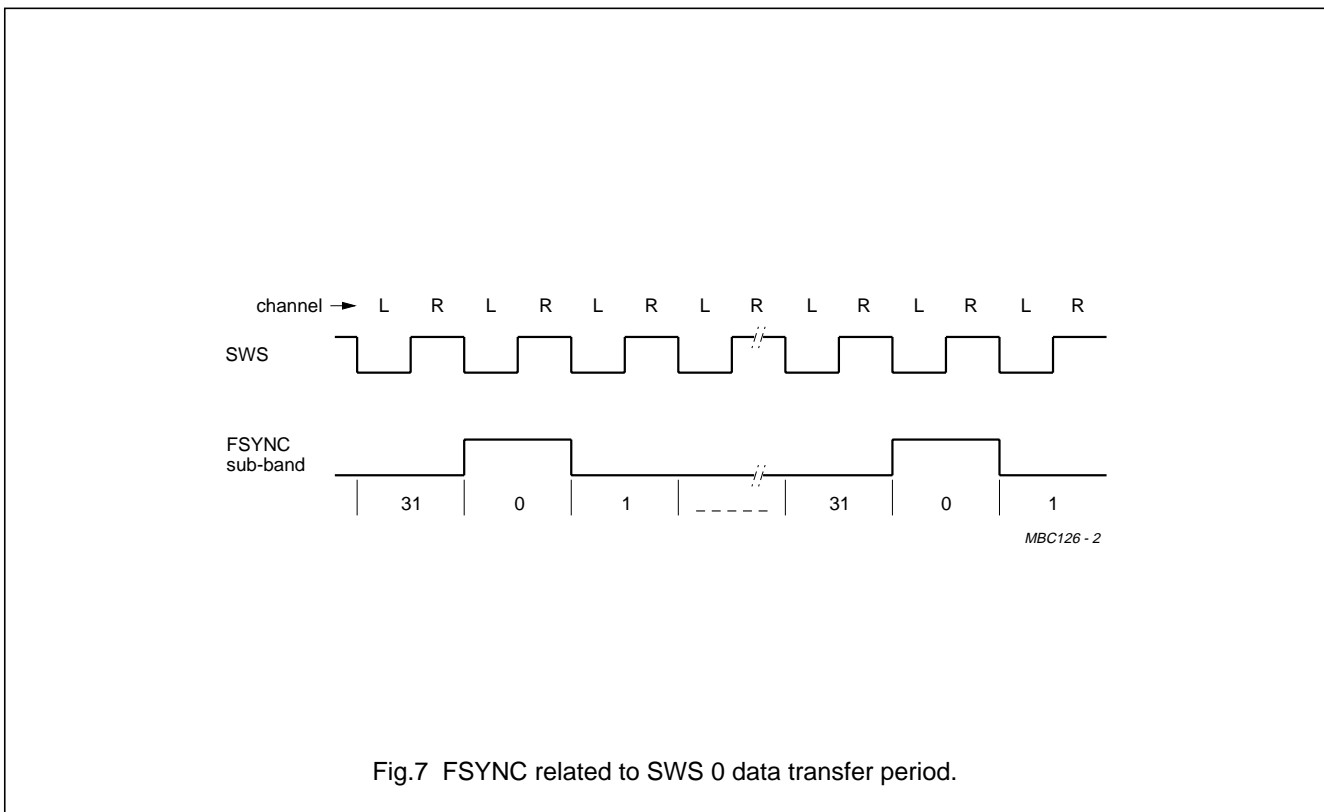 channel → L R L R L R L R L R L R L R
SWS
FSYNC
sub-band
31 0 1 _ _ _ _ _ 31 0 1
MBC126 - 2
Fig.7 FSYNC related to SWS 0 data transfer period.